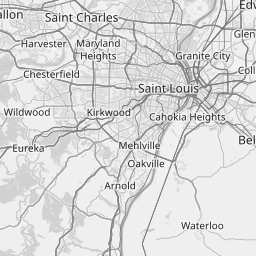 Saint Charles
Edw
allon
Harvester
Maryland
Heights
Granite City
Glen
Chesterfield
Col
Saint Louis
Wildwood
Kirkwood
Cahokia Heights
Bel
Eureka
Mehlville
Oakville
Arnold
Waterloo